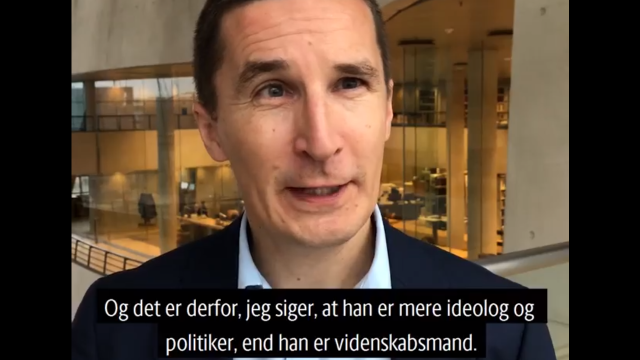 Og det er derfor, jeg siger, at han er mere ideolog og
politiker, end han er videnskabsmand.